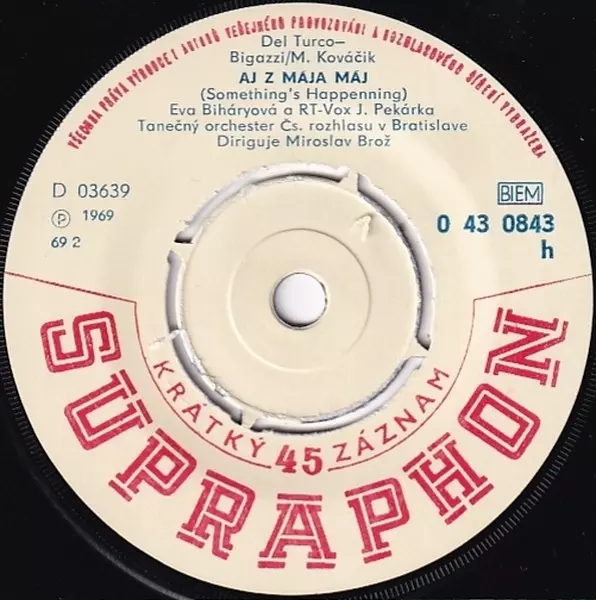 VŠECHNA PRÁVA VÝROBCE I AUTORŮ VEŘEJNÉHO PROVOZOVÁNÍ A ROZHLASOVÉHO ŠÍŘENÍ VYHRAŽENA
Del Turco—
Bigazzi/M. Kováčik
AJ Z MÁJA MÁJ
(Something's Happenning)
Eva Biháryová a RT-Vox J. Pekárka
Tanečný orchester Čs. rozhlasu v Bratislave
Diriguje Miroslav Brož
D 03639
Ⓟ 1969
69 2
BIEM
0 43 0843
h
KRÁTKÝ 45 ZÁZNAM
SUPRAPHON